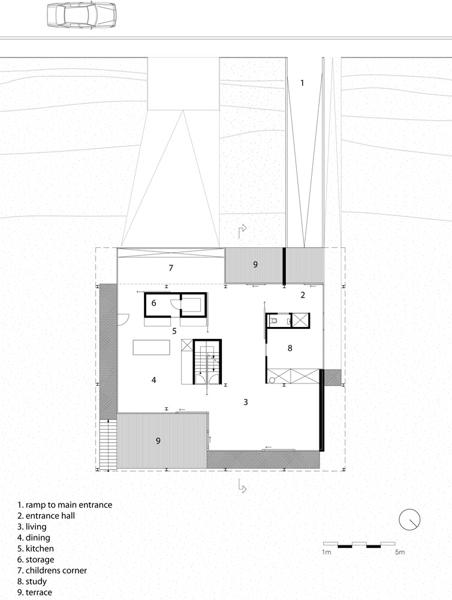 1
7
9
2
6
5
8
4
3
9
1. ramp to main entrance
2. entrance hall
3. living
4. dining
5. kitchen
6. storage
7. childrens corner
8. study
9. terrace
1m 5m